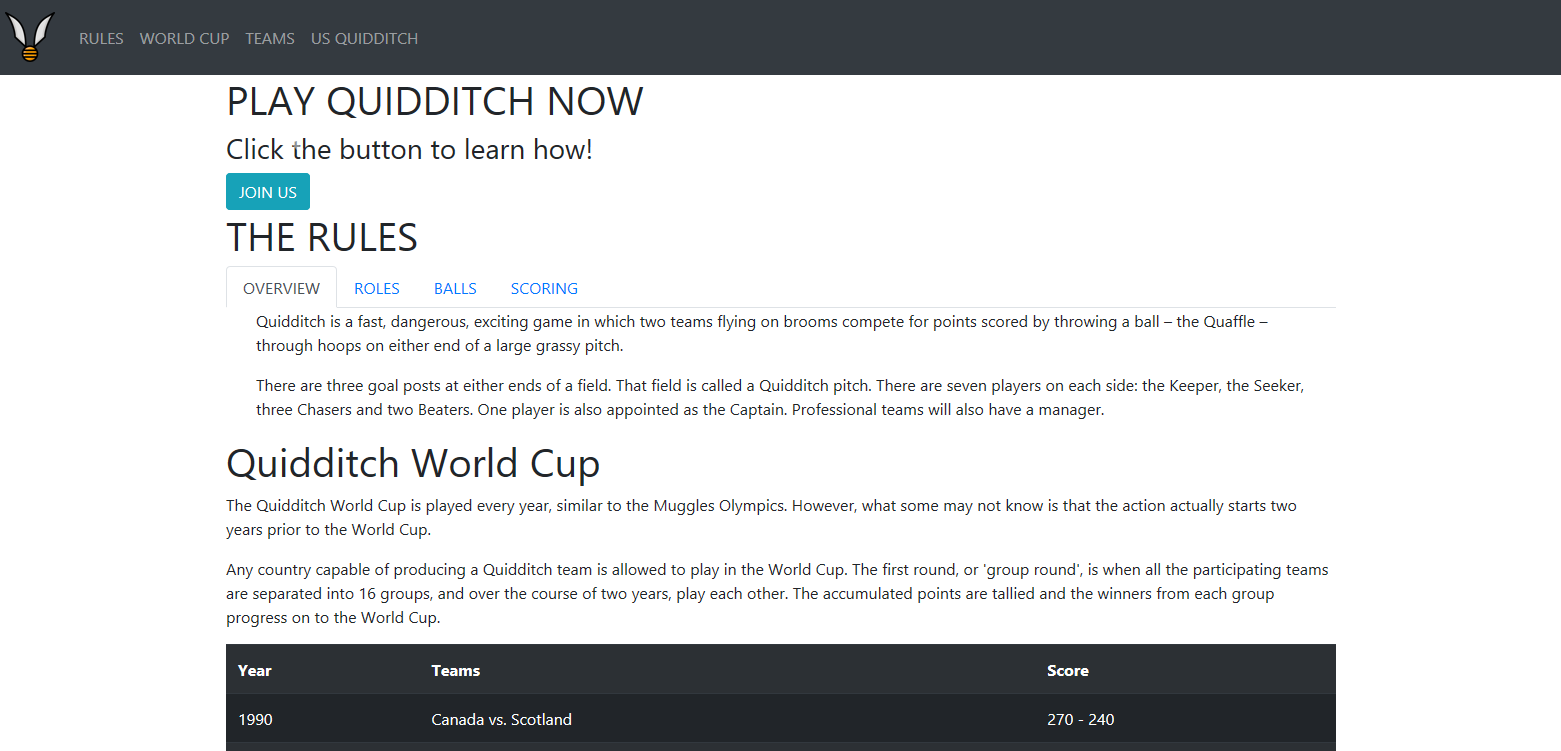 RULES WORLD CUP TEAMS US QUIDDITCH
PLAY QUIDDITCH NOW
Click the button to learn how!
JOIN US
THE RULES
OVERVIEW ROLES BALLS SCORING
Quidditch is a fast, dangerous, exciting game in which two teams flying on brooms compete for points scored by throwing a ball – the Quaffle –
through hoops on either end of a large grassy pitch.
There are three goal posts at either ends of a field. That field is called a Quidditch pitch. There are seven players on each side: the Keeper, the Seeker,
three Chasers and two Beaters. One player is also appointed as the Captain. Professional teams will also have a manager.
Quidditch World Cup
The Quidditch World Cup is played every year, similar to the Muggles Olympics. However, what some may not know is that the action actually starts two
years prior to the World Cup.
Any country capable of producing a Quidditch team is allowed to play in the World Cup. The first round, or 'group round', is when all the participating teams
are separated into 16 groups, and over the course of two years, play each other. The accumulated points are tallied and the winners from each group
progress on to the World Cup.
Year Teams Score
1990 Canada vs. Scotland 270 - 240